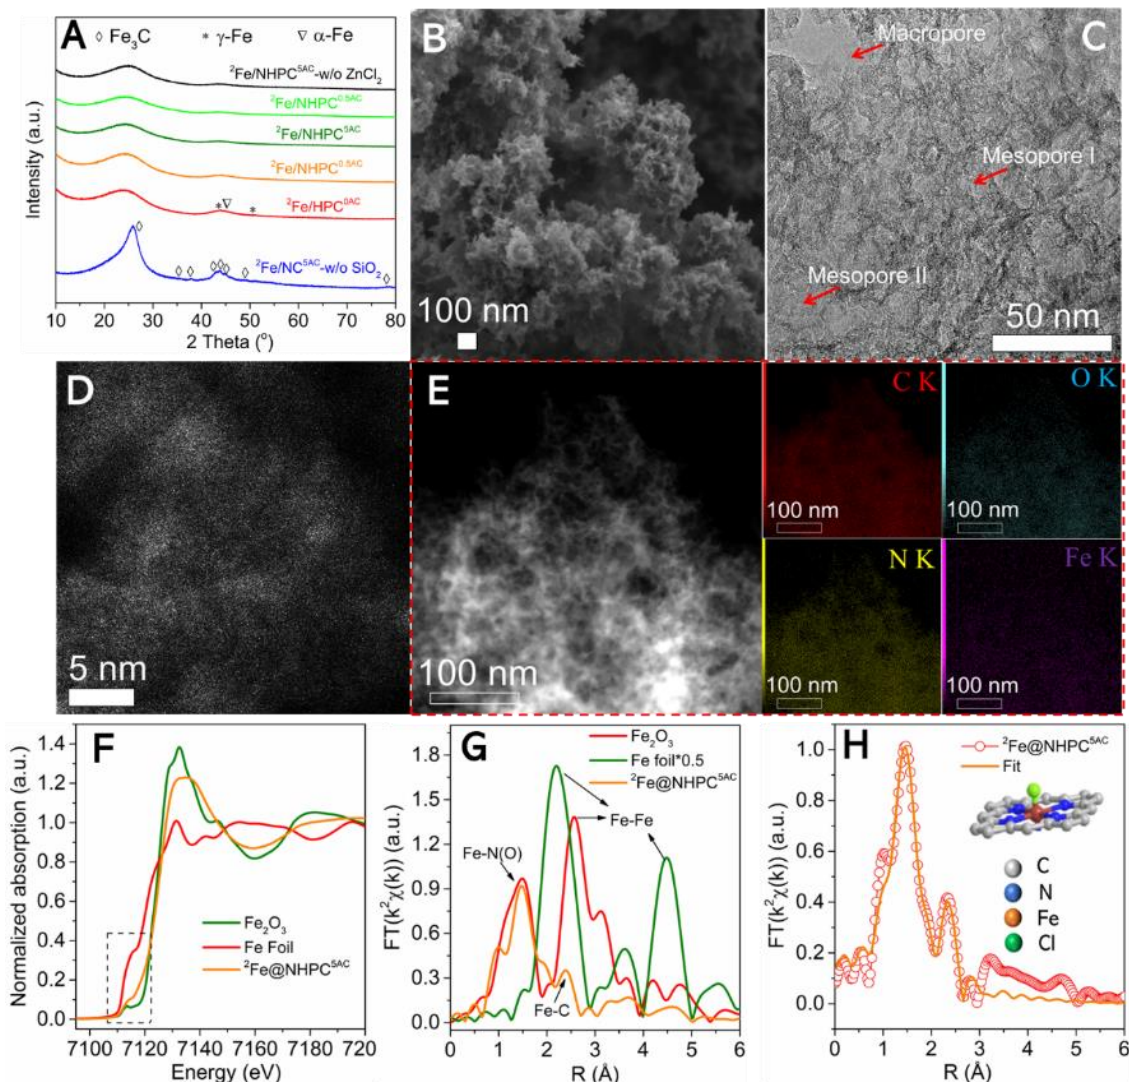 A
◊ Fe₃C * γ-Fe ▽ α-Fe
²Fe/NHPC⁵ᴬᶜ-w/o ZnCl₂
²Fe/NHPC⁰·⁵ᴬᶜ
²Fe/NHPC⁵ᴬᶜ
²Fe/NHPC⁰·⁵ᴬᶜ
²Fe/HPC⁰ᴬᶜ
²Fe/NC⁵ᴬᶜ-w/o SiO₂
Intensity (a.u.)
10 20 30 40 50 60 70 80
2 Theta (°)
B
100 nm
C
Macropore
Mesopore I
Mesopore II
50 nm
D
5 nm
E
100 nm
C K
100 nm
O K
100 nm
N K
100 nm
Fe K
100 nm
F
Normalized absorption (a.u.)
1.4
1.2
1.0
0.8
0.6
0.4
0.2
0.0
Fe₂O₃
Fe Foil
²Fe@NHPC⁵ᴬᶜ
7100 7120 7140 7160 7180 720
Energy (eV)
G
FT(k²χ(k)) (a.u.)
1.8
1.5
1.2
0.9
0.6
0.3
0.0
Fe₂O₃
Fe foil*0.5
²Fe@NHPC⁵ᴬᶜ
Fe-Fe
Fe-N(O)
Fe-C
0 1 2 3 4 5 6
R (Å)
H
FT(k²χ(k)) (a.u.)
1.0
0.8
0.6
0.4
0.2
0.0
²Fe@NHPC⁵ᴬᶜ
Fit
C
N
Fe
Cl
0 1 2 3 4 5 6
R (Å)